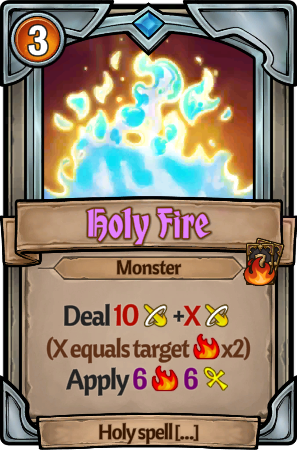 3
Holy Fire
Monster
Deal 10 +X
(X equals target x2)
Apply 6 6
Holy spell [...]